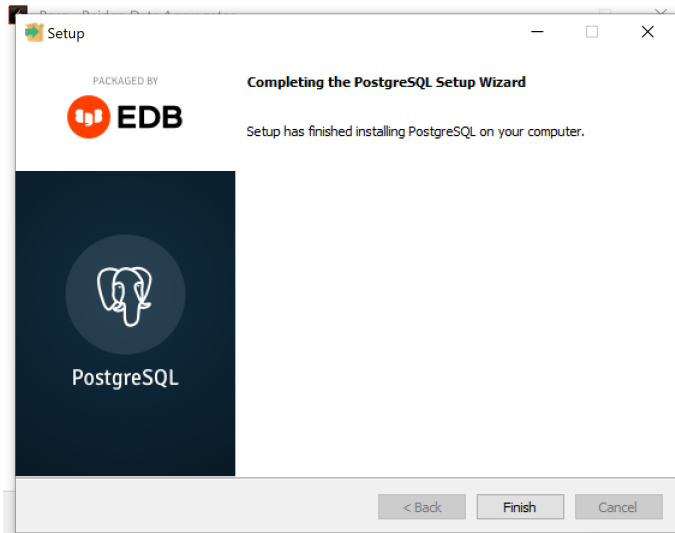 Setup
PACKAGED BY
EDB
Completing the PostgreSQL Setup Wizard
Setup has finished installing PostgreSQL on your computer.
PostgreSQL
< Back
Finish
Cancel